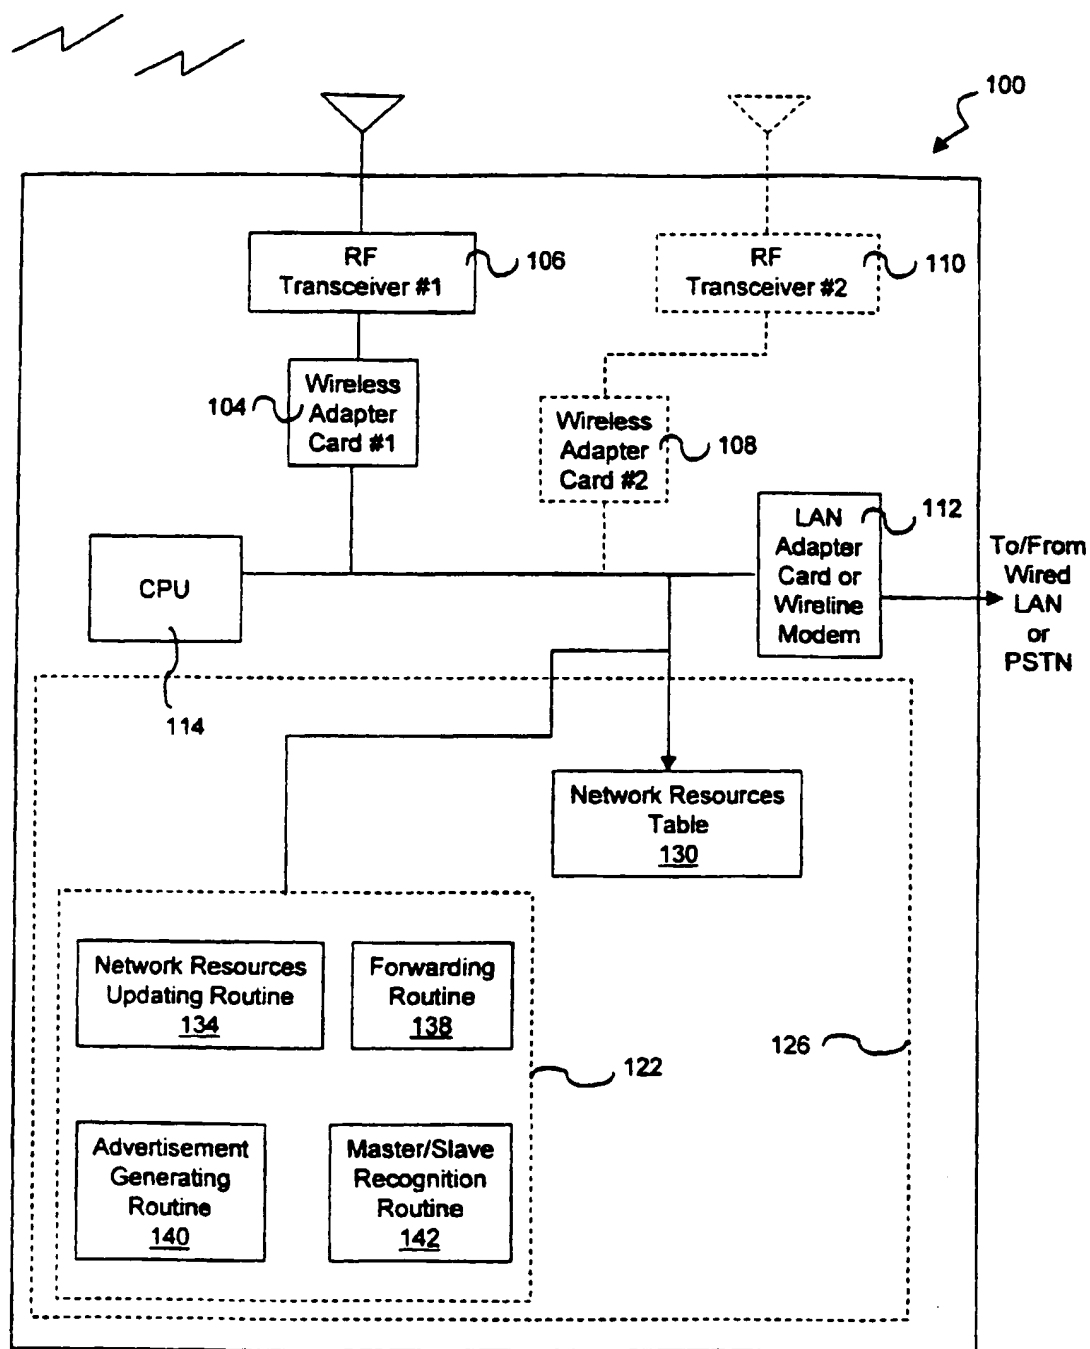 100
RF
Transceiver #1
106
RF
Transceiver #2
110
Wireless
Adapter
Card #1
104
Wireless
Adapter
Card #2
108
LAN
Adapter
Card or
Wireline
Modem
112
To/From
Wired
LAN
or
PSTN
CPU
114
Network Resources
Table
130
Network Resources
Updating Routine
134
Forwarding
Routine
138
126
122
Advertisement
Generating
Routine
140
Master/Slave
Recognition
Routine
142